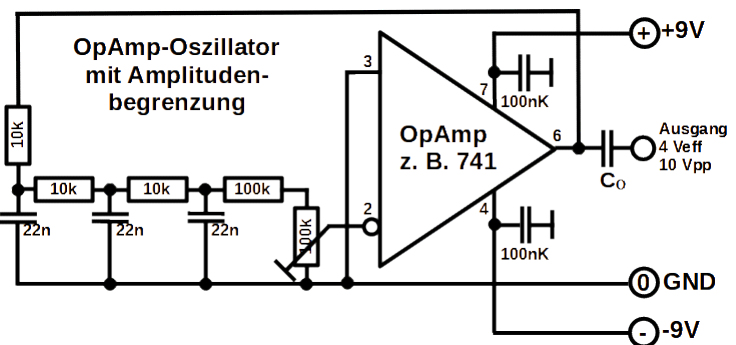 OpAmp-Oszillator
mit Amplituden-
begrenzung
+
+9V
3
7
100nK
10k
OpAmp
z. B. 741
6
Ausgang
4 Veff
10 Vpp
CO
10k
10k
100k
22n
22n
22n
100k
2
4
100nK
0
GND
-
-9V